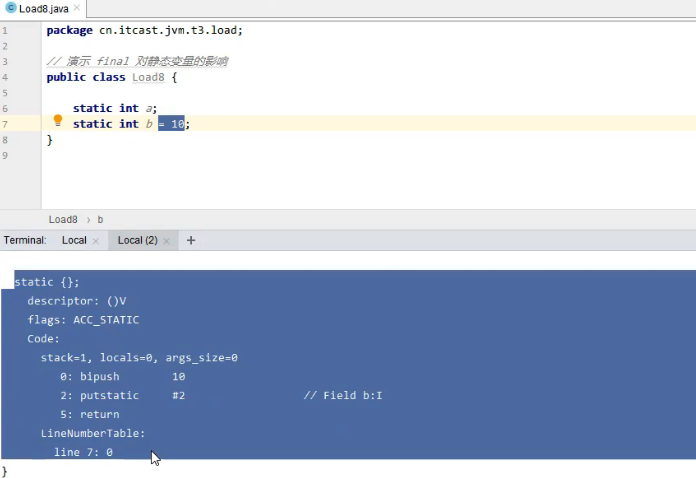 Load8.java
1 package cn.itcast.jvm.t3.load;
2
3 // 演示 final 对静态变量的影响
4 public class Load8 {
5
6 static int a;
7 static int b = 10;
8 }
9
Load8 › b
Terminal: Local × Local (2) × +
static {};
descriptor: ()V
flags: ACC_STATIC
Code:
stack=1, locals=0, args_size=0
0: bipush 10
2: putstatic #2 // Field b:I
5: return
LineNumberTable:
line 7: 0
}